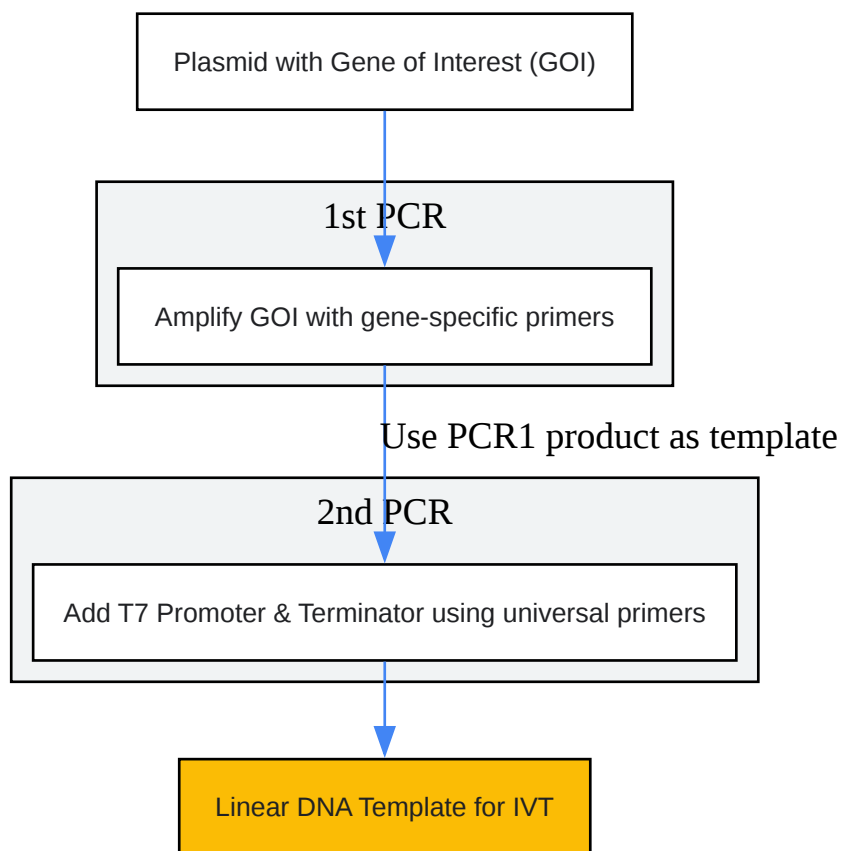 Plasmid with Gene of Interest (GOI)
1st PCR
Amplify GOI with gene-specific primers
Use PCR1 product as template
2nd PCR
Add T7 Promoter & Terminator using universal primers
Linear DNA Template for IVT